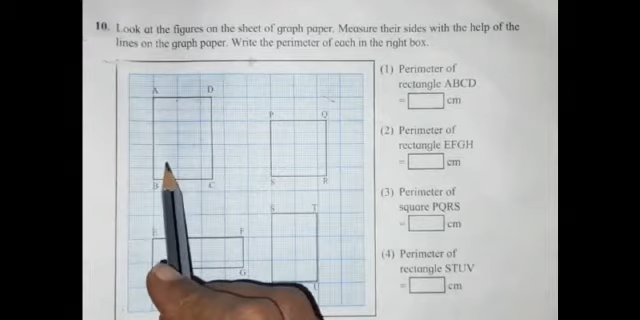 10. Look at the figures on the sheet of graph paper. Measure their sides with the help of the
lines on the graph paper. Write the perimeter of each in the right box.
A D
B C
P Q
S R
E F
G
S T
U
(1) Perimeter of
rectangle ABCD
= cm
(2) Perimeter of
rectangle EFGH
= cm
(3) Perimeter of
square PQRS
= cm
(4) Perimeter of
rectangle STUV
= cm